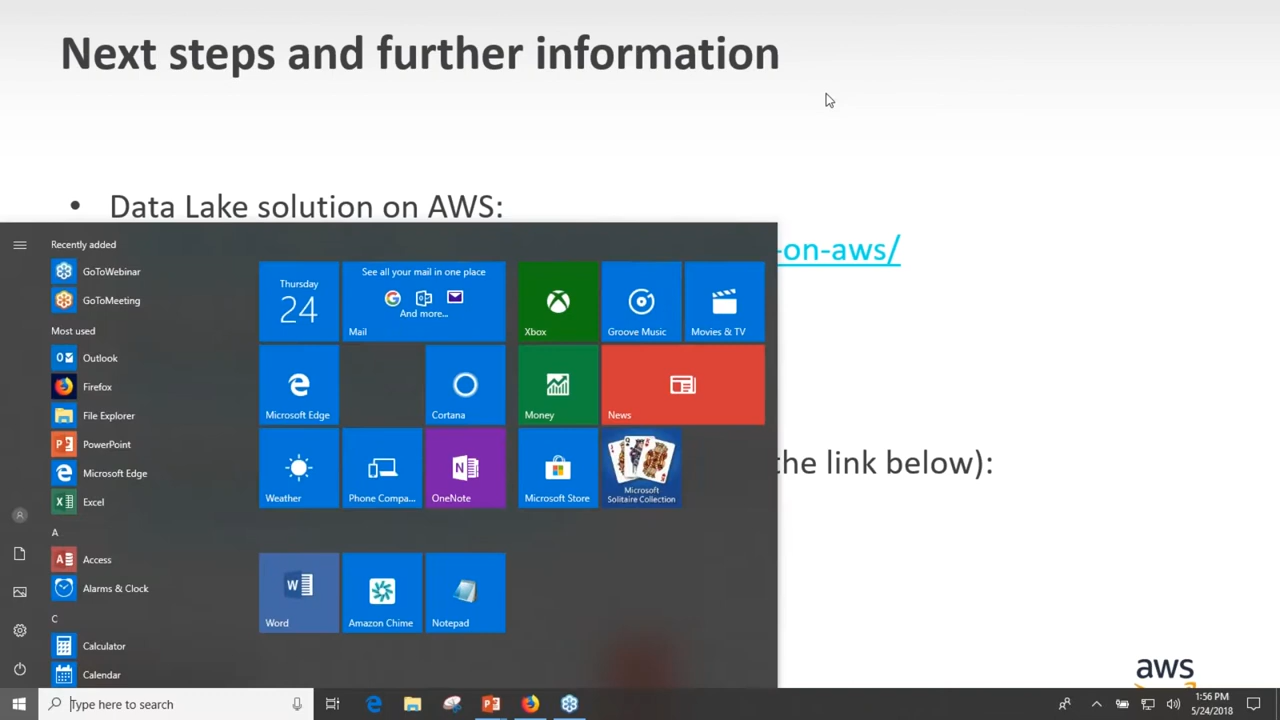 Next steps and further information
• Data Lake solution on AWS:
-on-aws/
the link below):
Recently added
GoToWebinar
GoToMeeting
Most used
Outlook
Firefox
File Explorer
PowerPoint
Microsoft Edge
Excel
A
Access
Alarms & Clock
C
Calculator
Calendar
Thursday
24
See all your mail in one place
And more...
Mail
Xbox
Groove Music
Movies & TV
Microsoft Edge
Cortana
Money
News
Weather
Phone Compa...
OneNote
Microsoft Store
Microsoft
Solitaire Collection
Word
Amazon Chime
Notepad
aws
Type here to search
1:56 PM
5/24/2018